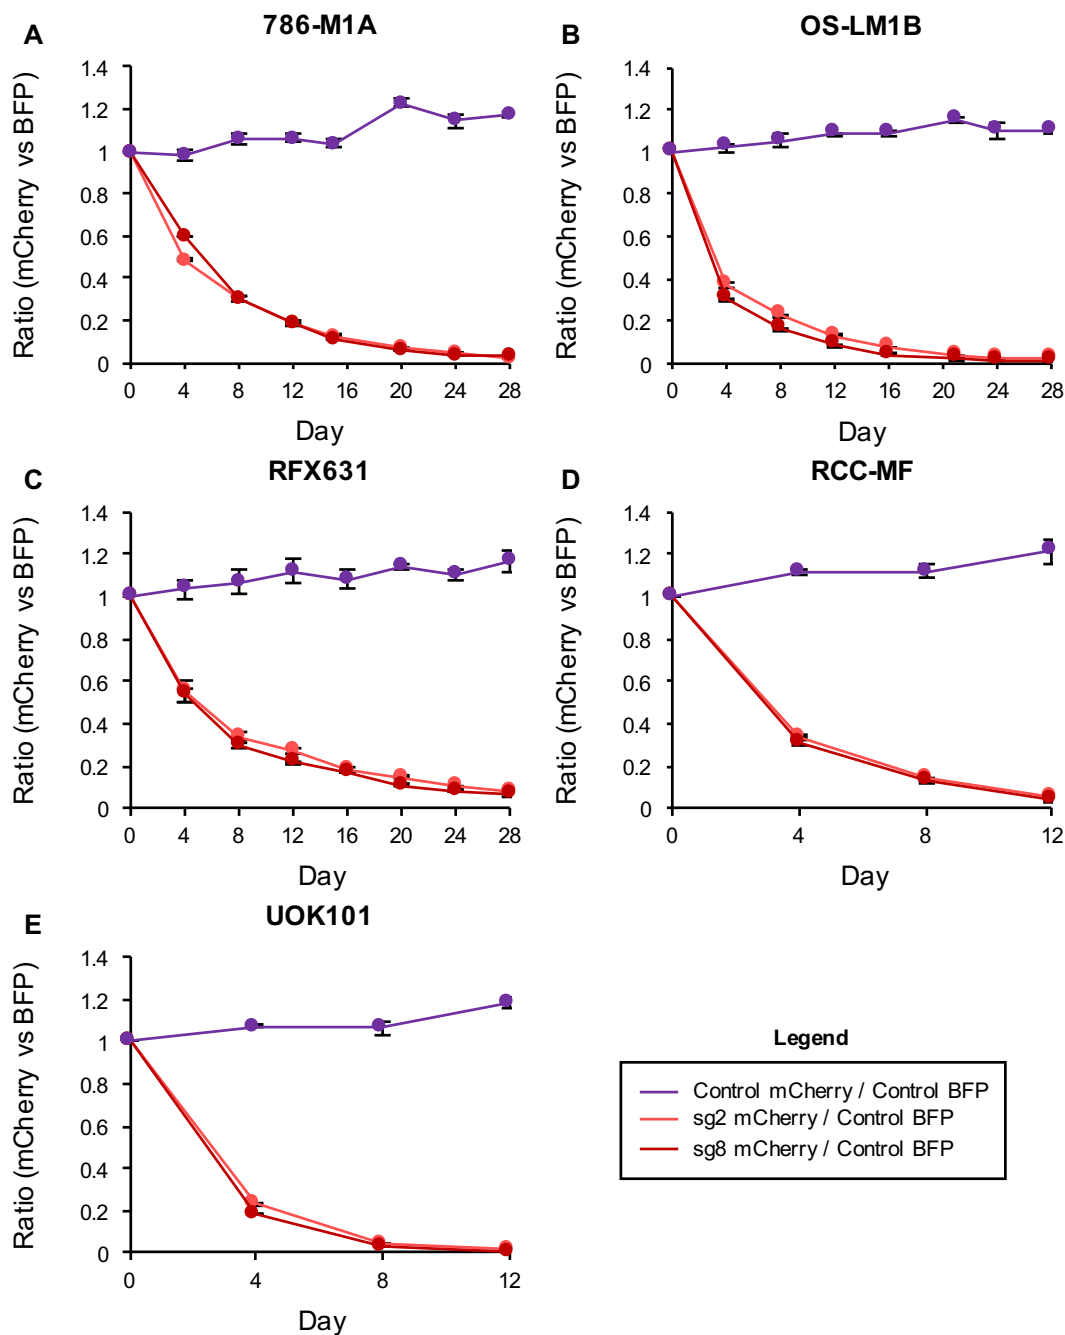 A
786-M1A
Ratio (mCherry vs BFP)
1.4
1.2
1
0.8
0.6
0.4
0.2
0
0 4 8 12 16 20 24 28
Day
B
OS-LM1B
Ratio (mCherry vs BFP)
1.4
1.2
1
0.8
0.6
0.4
0.2
0
0 4 8 12 16 20 24 28
Day
C
RFX631
Ratio (mCherry vs BFP)
1.4
1.2
1
0.8
0.6
0.4
0.2
0
0 4 8 12 16 20 24 28
Day
D
RCC-MF
Ratio (mCherry vs BFP)
1.4
1.2
1
0.8
0.6
0.4
0.2
0
0 4 8 12
Day
E
UOK101
Ratio (mCherry vs BFP)
1.4
1.2
1
0.8
0.6
0.4
0.2
0
0 4 8 12
Day
Legend
Control mCherry / Control BFP
sg2 mCherry / Control BFP
sg8 mCherry / Control BFP